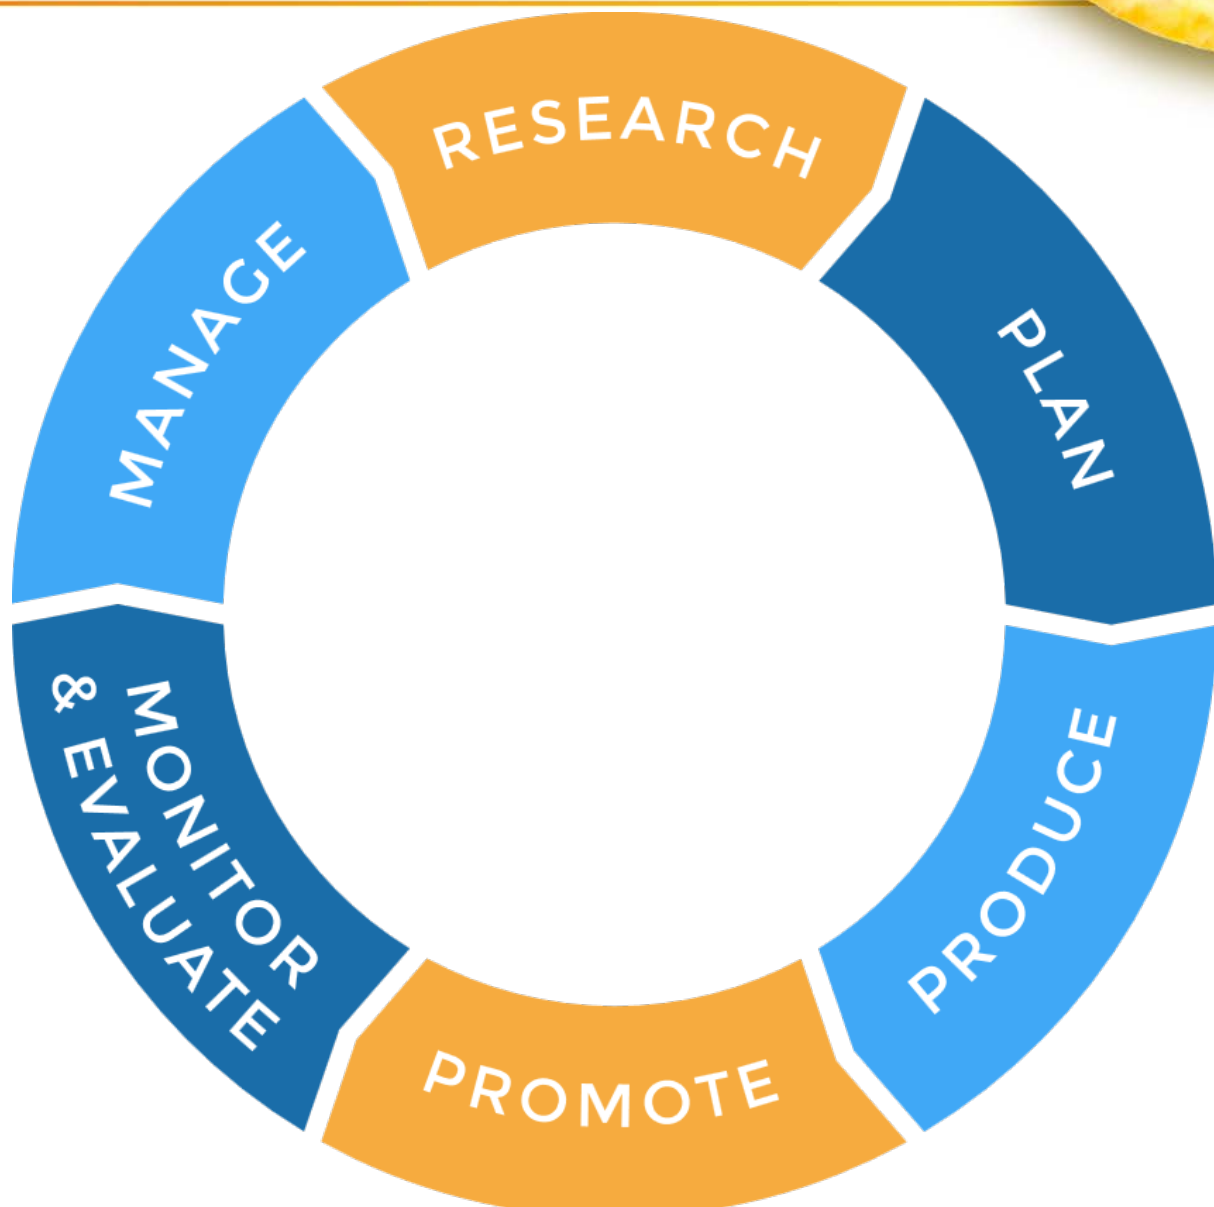 RESEARCH
PLAN
PRODUCE
PROMOTE
MONITOR
& EVALUATE
MANAGE